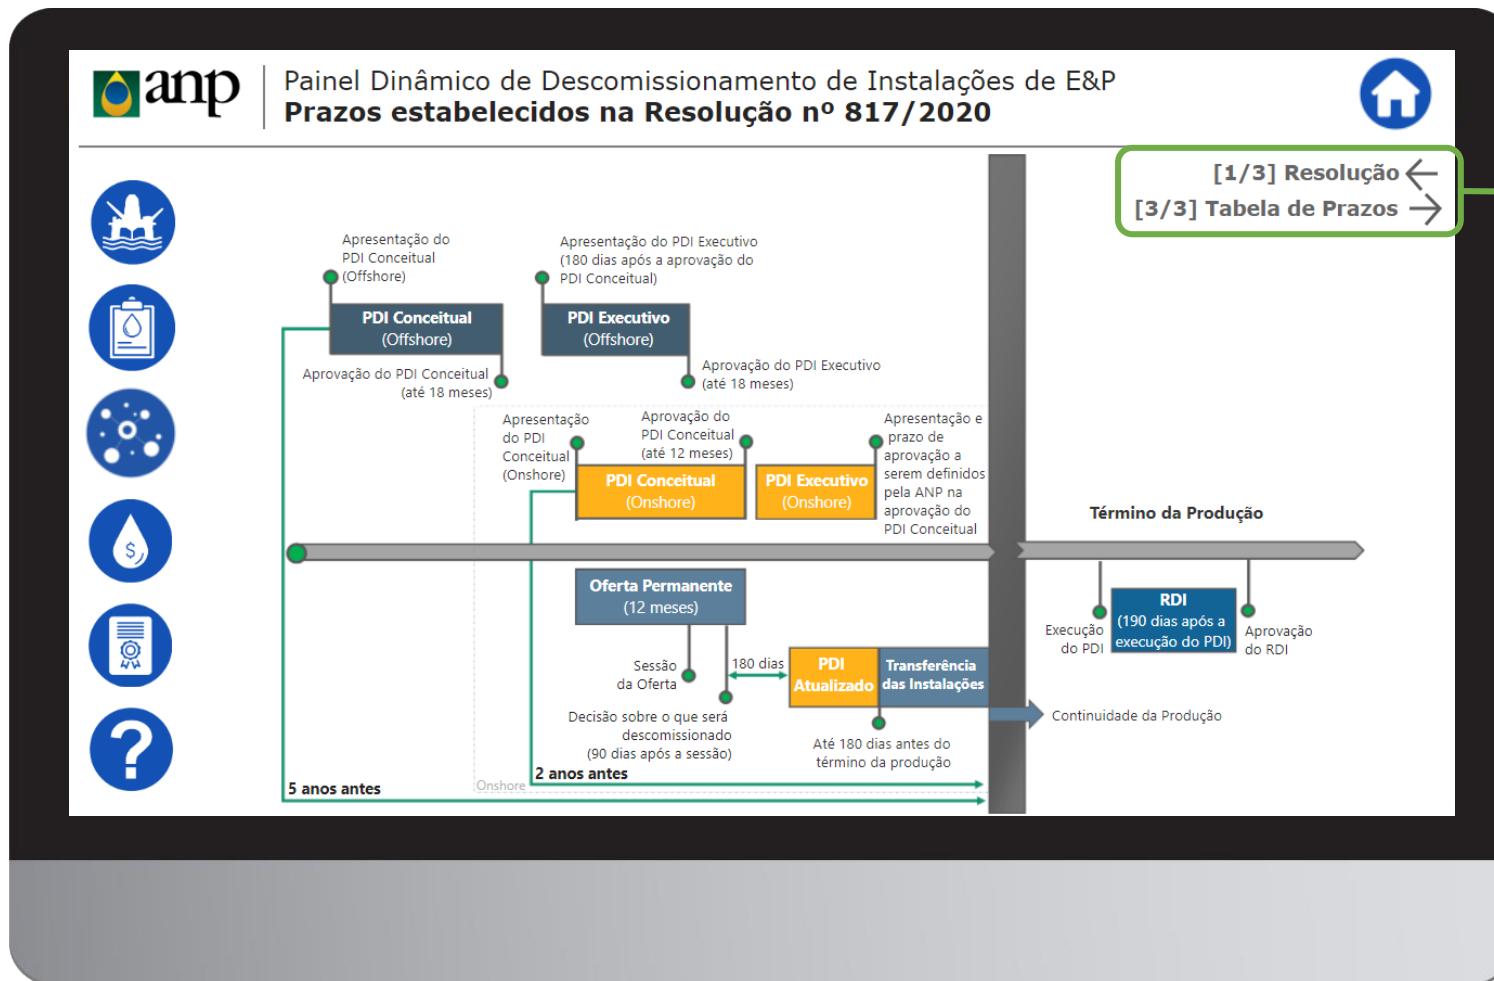 anp
Painel Dinâmico de Descomissionamento de Instalações de E&P
Prazos estabelecidos na Resolução nº 817/2020
[1/3] Resolução
[3/3] Tabela de Prazos
Apresentação do
PDI Conceitual
(Offshore)
Apresentação do PDI Executivo
(180 dias após a aprovação do
PDI Conceitual)
PDI Conceitual
(Offshore)
PDI Executivo
(Offshore)
Aprovação do PDI Conceitual
(até 18 meses)
Aprovação do PDI Executivo
(até 18 meses)
Apresentação
do PDI
Conceitual
(Onshore)
Aprovação do
PDI Conceitual
(até 12 meses)
Apresentação e
prazo de
aprovação a
serem definidos
pela ANP na
aprovação do
PDI Conceitual
PDI Conceitual
(Onshore)
PDI Executivo
(Onshore)
Término da Produção
Oferta Permanente
(12 meses)
RDI
(190 dias após a
execução do PDI)
Execução
do PDI
Aprovação
do RDI
Sessão
da Oferta
180 dias
PDI
Atualizado
Transferência
das Instalações
Decisão sobre o que será
descomissionado
(90 dias após a sessão)
Continuidade da Produção
Até 180 dias antes do
término da produção
2 anos antes
Onshore
5 anos antes
$
?